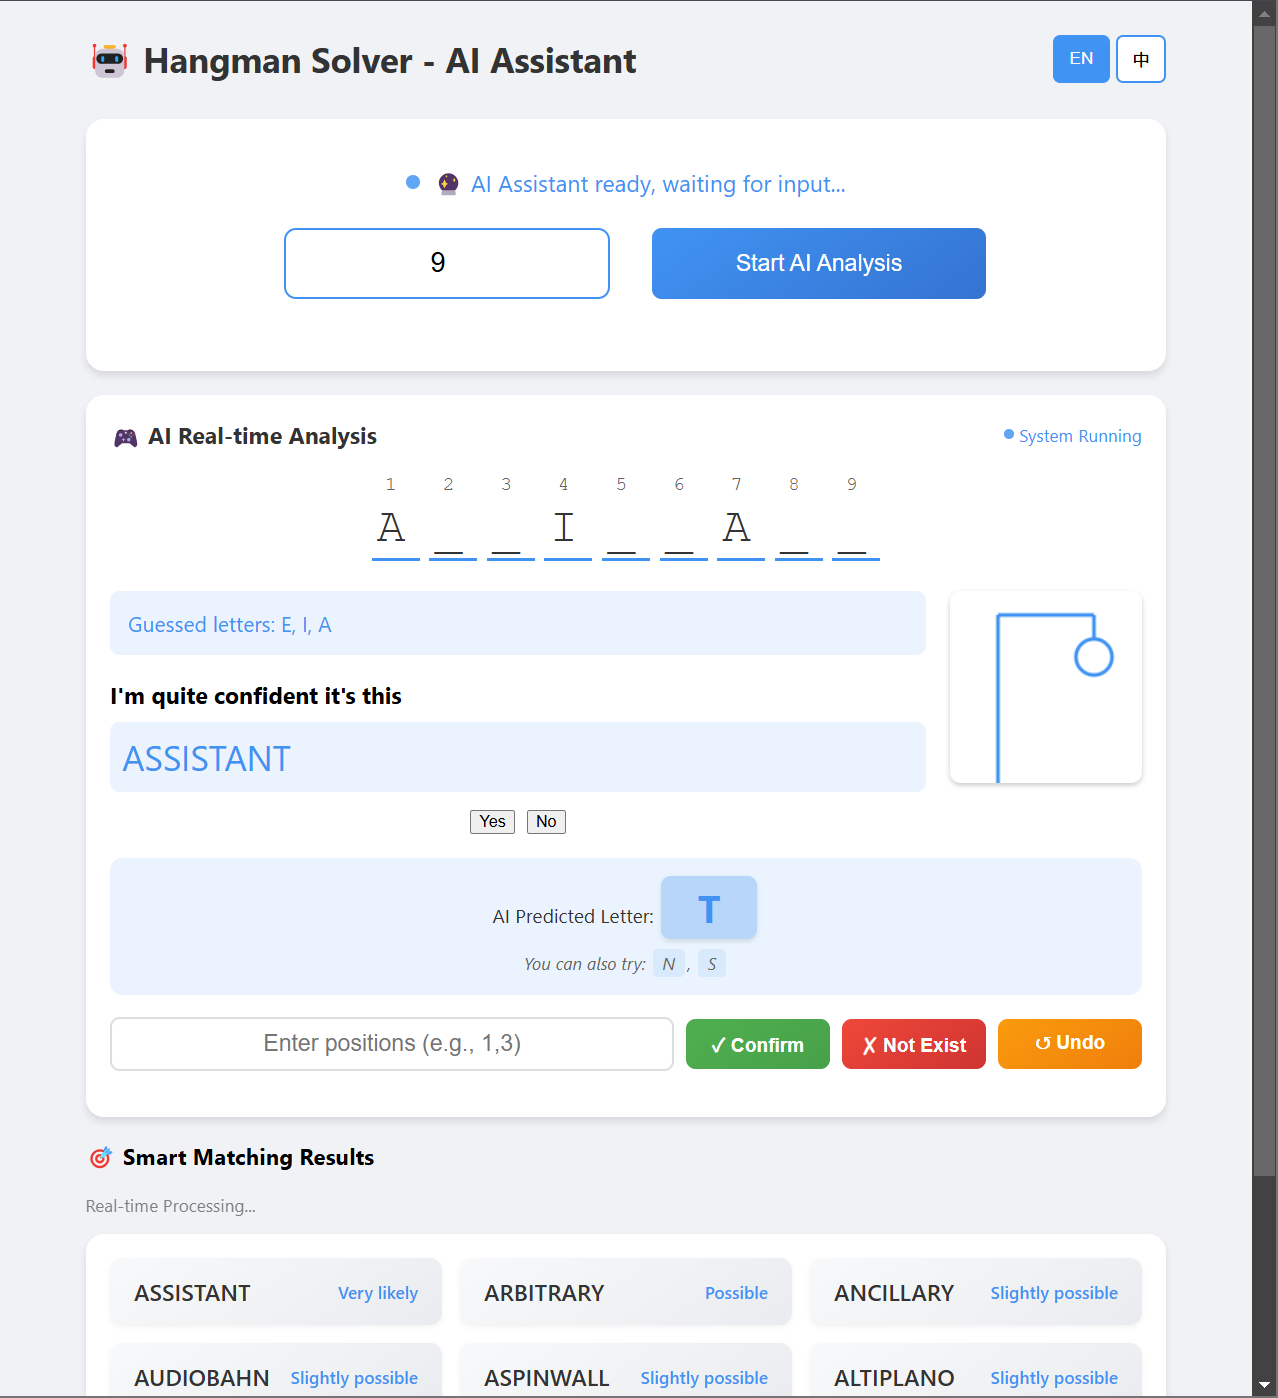 Hangman Solver - AI Assistant
EN 中
AI Assistant ready, waiting for input...
9 Start AI Analysis
AI Real-time Analysis System Running
1 2 3 4 5 6 7 8 9
A _ _ I _ _ A _ _
Guessed letters: E, I, A
I'm quite confident it's this
ASSISTANT
Yes No
AI Predicted Letter: T
You can also try: N , S
Enter positions (e.g., 1,3) ✓ Confirm ✗ Not Exist ↺ Undo
Smart Matching Results
Real-time Processing...
ASSISTANT Very likely ARBITRARY Possible ANCILLARY Slightly possible
AUDIOBAHN Slightly possible ASPINWALL Slightly possible ALTIPLANO Slightly possible